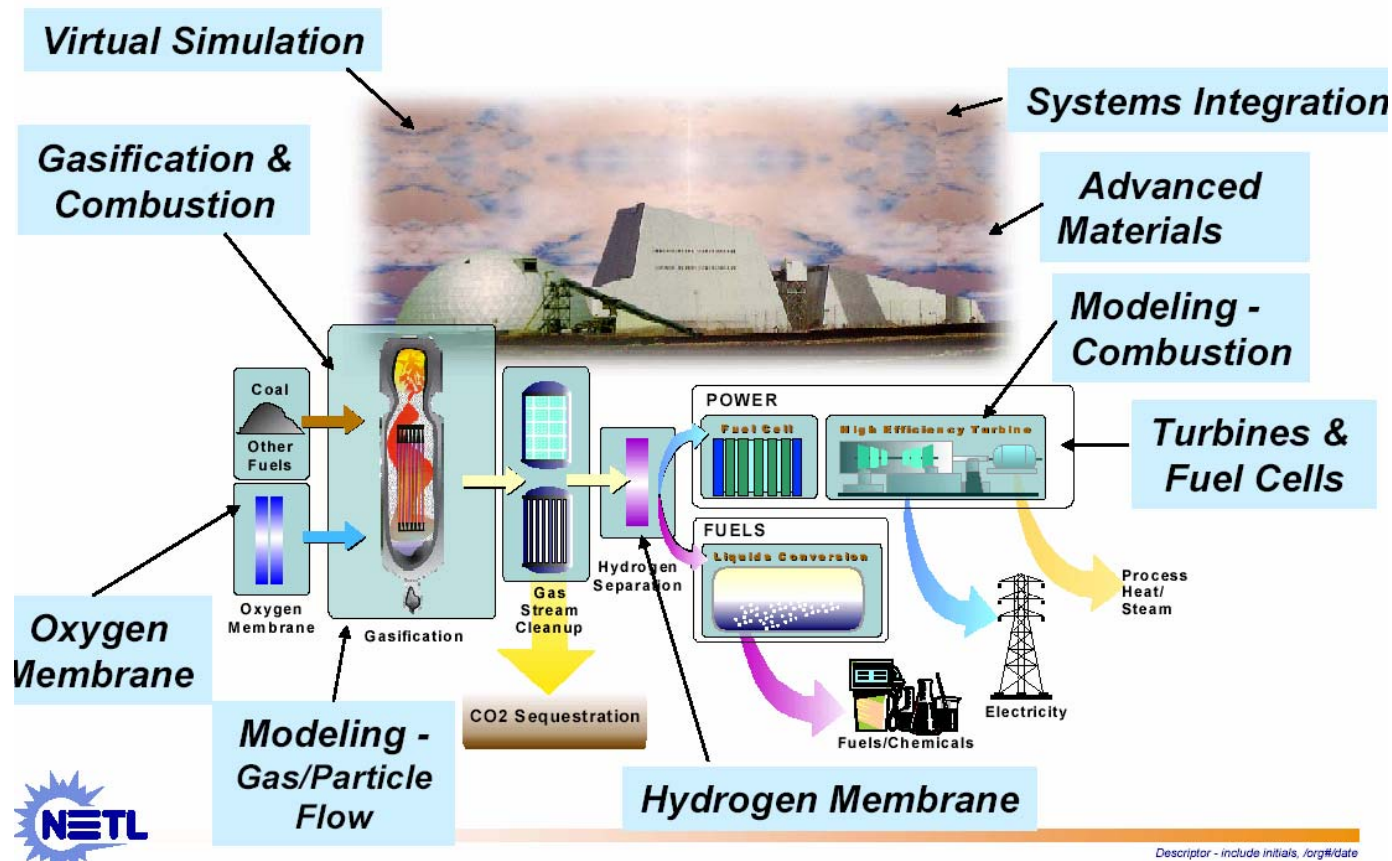 Virtual Simulation
Systems Integration
Gasification &
Combustion
Advanced
Materials
Modeling -
Combustion
Coal
Other
Fuels
POWER
Fuel Cell
High Efficiency Turbine
Turbines &
Fuel Cells
FUELS
Liquids Conversion
Hydrogen
Separation
Oxygen
Membrane
Gasification
Gas
Stream
Cleanup
Process
Heat/
Steam
Oxygen
Membrane
CO2 Sequestration
Electricity
Fuels/Chemicals
Modeling -
Gas/Particle
Flow
Hydrogen Membrane
NETL
Descriptor - include initials, /org#/date